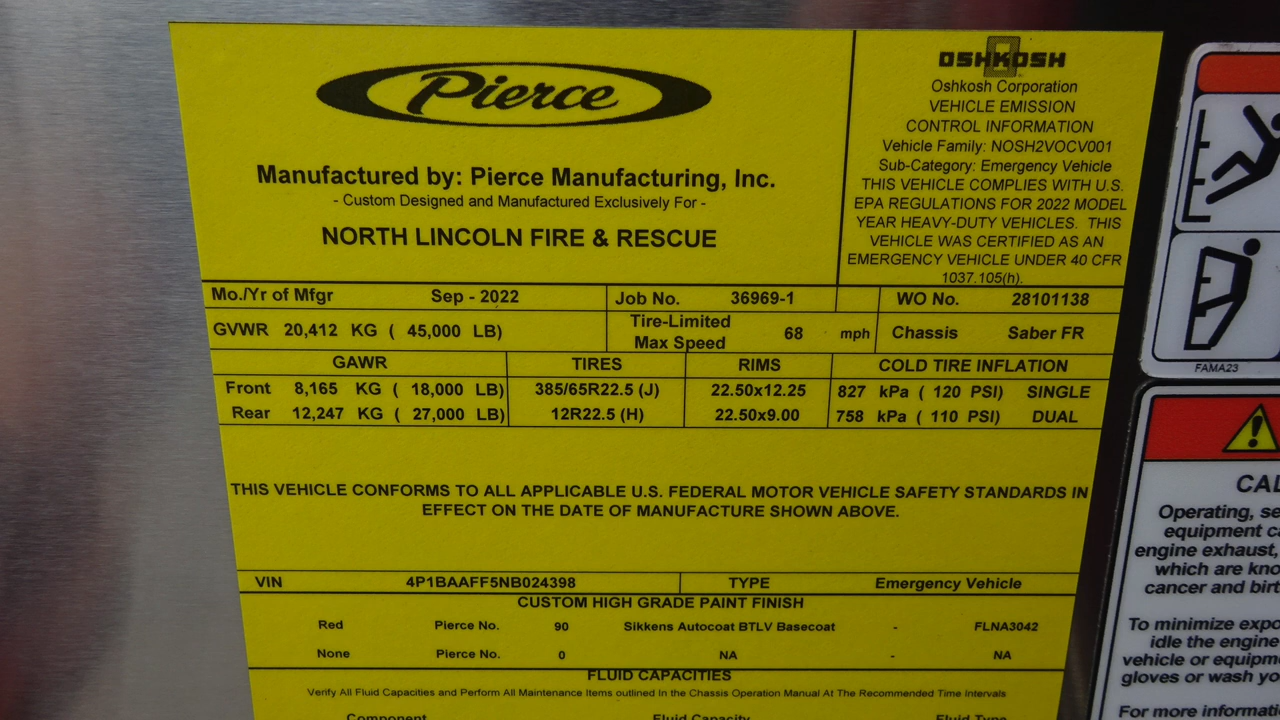 Pierce
Manufactured by: Pierce Manufacturing, Inc.
- Custom Designed and Manufactured Exclusively For -
NORTH LINCOLN FIRE & RESCUE
OSHKOSH
Oshkosh Corporation
VEHICLE EMISSION
CONTROL INFORMATION
Vehicle Family: NOSH2VOCV001
Sub-Category: Emergency Vehicle
THIS VEHICLE COMPLIES WITH U.S.
EPA REGULATIONS FOR 2022 MODEL
YEAR HEAVY-DUTY VEHICLES. THIS
VEHICLE WAS CERTIFIED AS AN
EMERGENCY VEHICLE UNDER 40 CFR
1037.105(h).
Mo./Yr of Mfgr Sep - 2022 Job No. 36969-1 WO No. 28101138
GVWR 20,412 KG ( 45,000 LB) Tire-Limited Max Speed 68 mph Chassis Saber FR
GAWR TIRES RIMS COLD TIRE INFLATION
Front 8,165 KG ( 18,000 LB) 385/65R22.5 (J) 22.50x12.25 827 kPa ( 120 PSI) SINGLE
Rear 12,247 KG ( 27,000 LB) 12R22.5 (H) 22.50x9.00 758 kPa ( 110 PSI) DUAL
THIS VEHICLE CONFORMS TO ALL APPLICABLE U.S. FEDERAL MOTOR VEHICLE SAFETY STANDARDS IN
EFFECT ON THE DATE OF MANUFACTURE SHOWN ABOVE.
VIN 4P1BAAFF5NB024398 TYPE Emergency Vehicle
CUSTOM HIGH GRADE PAINT FINISH
Red Pierce No. 90 Sikkens Autocoat BTLV Basecoat - FLNA3042
None Pierce No. 0 NA - NA
FLUID CAPACITIES
Verify All Fluid Capacities and Perform All Maintenance Items outlined In the Chassis Operation Manual At The Recommended Time Intervals
Component Fluid Capacity Fluid Type
FAMA23
CAL
Operating, se
equipment ca
engine exhaust,
which are kno
cancer and birt
To minimize expo
idle the engine
vehicle or equipme
gloves or wash yo
For more informati